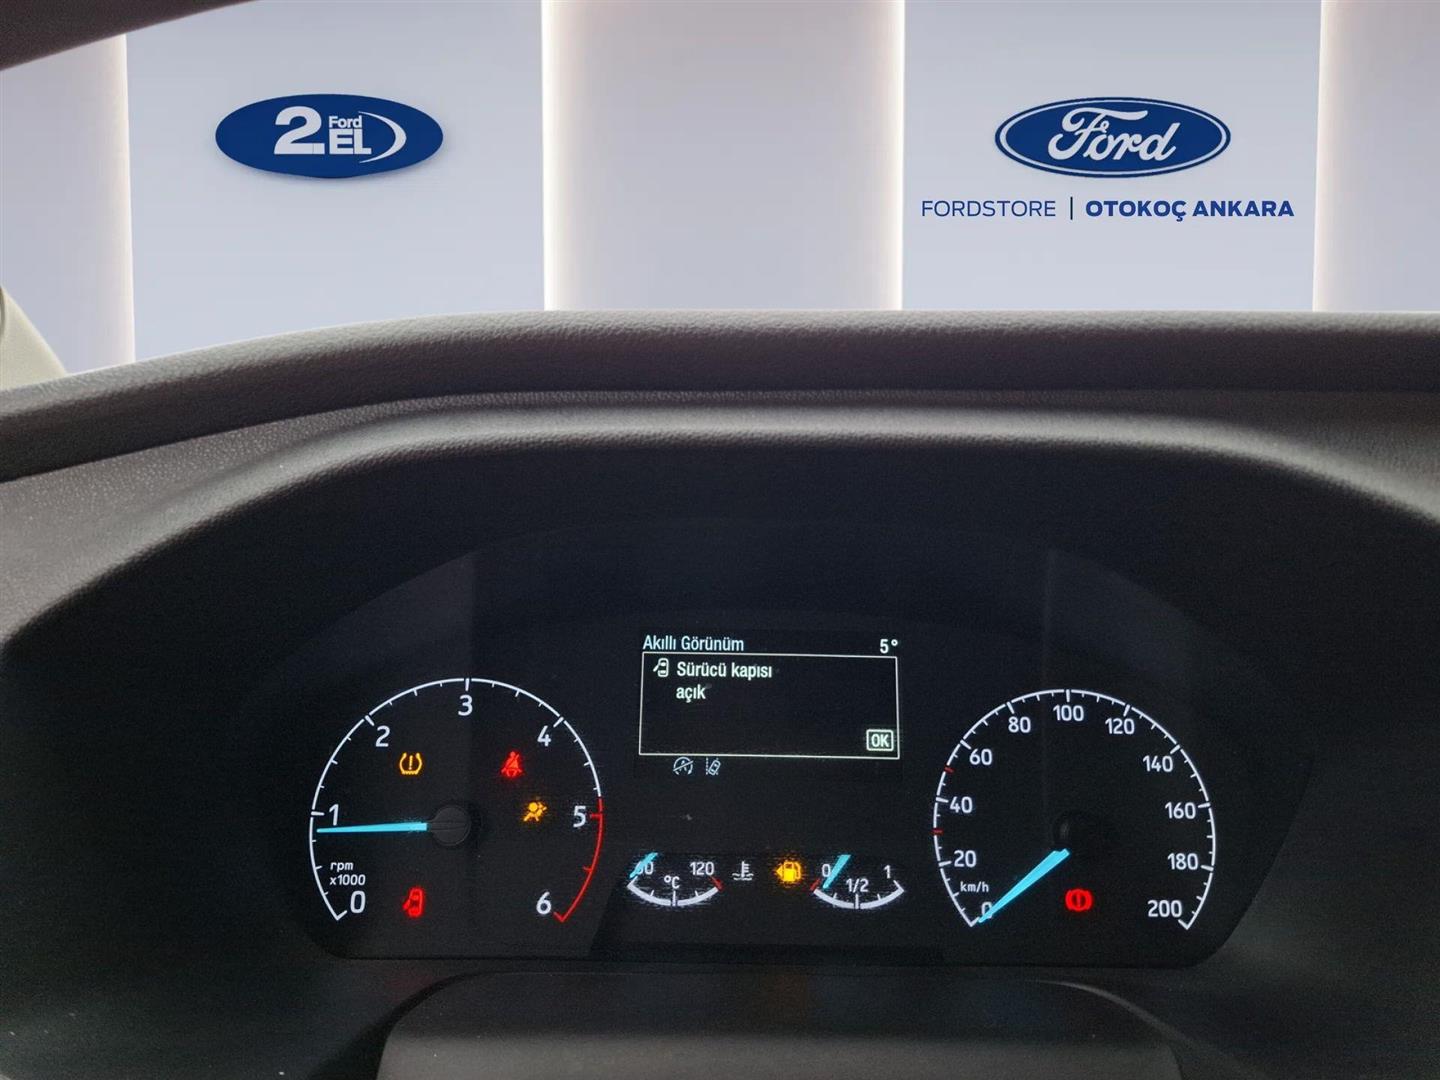 2.
Ford
EL
Ford
FORDSTORE | OTOKOÇ ANKARA
Akıllı Görünüm 5°
Sürücü kapısı
açık
OK
0
1
2
3
4
5
6
rpm
x1000
60
120
°C
0
1/2
1
0
20
40
60
80
100
120
140
160
180
200
km/h